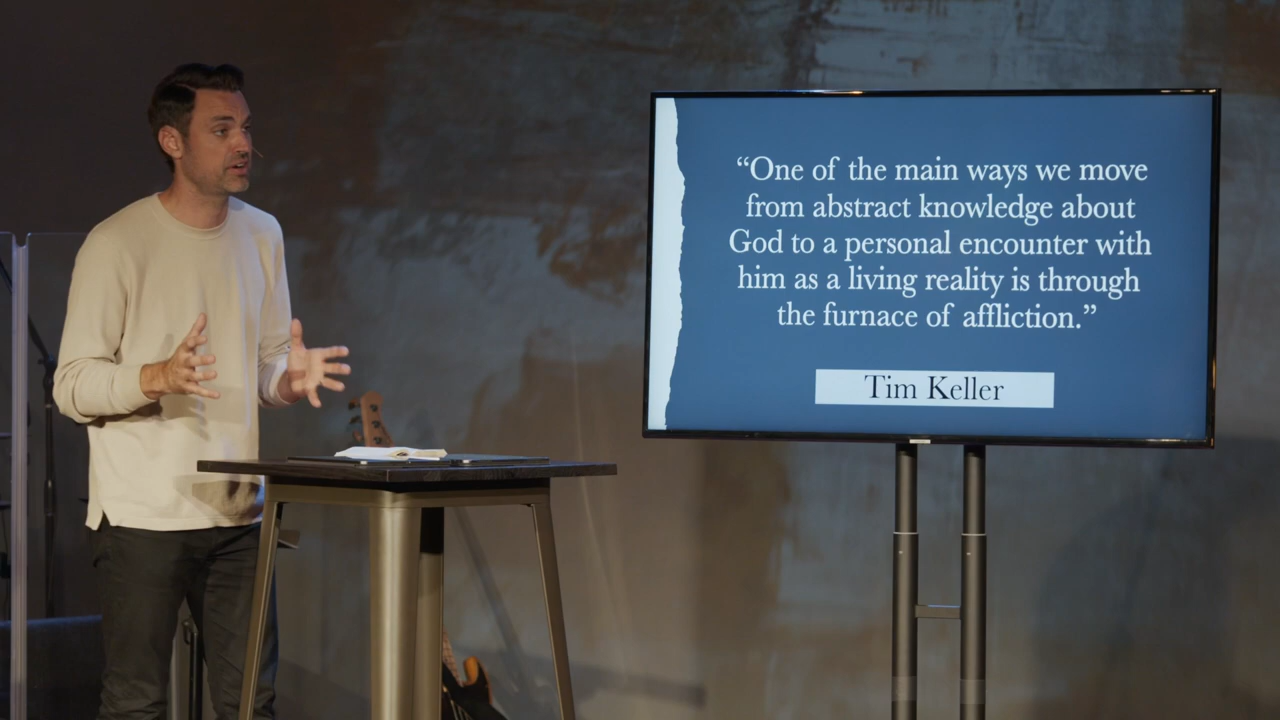 “One of the main ways we move
from abstract knowledge about
God to a personal encounter with
him as a living reality is through
the furnace of affliction.”
Tim Keller